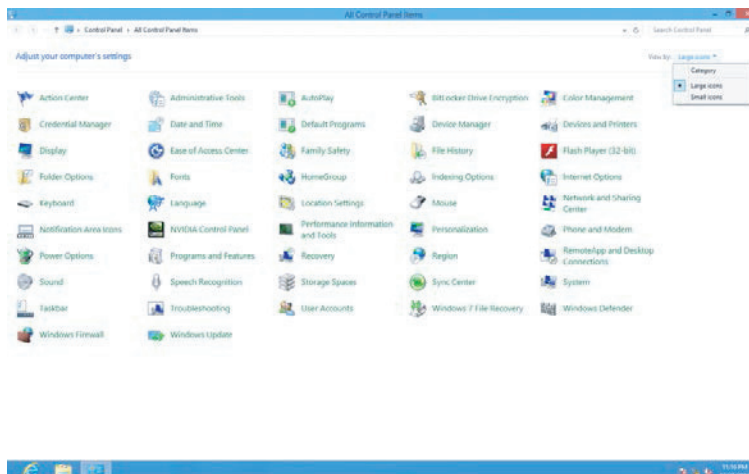 All Control Panel Items
Control Panel ▸ All Control Panel Items
Search Control Panel
Adjust your computer's settings
View by: Large icons
Category
Large icons
Small icons
Action Center Administrative Tools AutoPlay BitLocker Drive Encryption Color Management
Credential Manager Date and Time Default Programs Device Manager Devices and Printers
Display Ease of Access Center Family Safety File History Flash Player (32-bit)
Folder Options Fonts HomeGroup Indexing Options Internet Options
Keyboard Language Location Settings Mouse Network and Sharing
Center
Notification Area Icons NVIDIA Control Panel Performance Information
and Tools Personalization Phone and Modem
Power Options Programs and Features Recovery Region RemoteApp and Desktop
Connections
Sound Speech Recognition Storage Spaces Sync Center System
Taskbar Troubleshooting User Accounts Windows 7 File Recovery Windows Defender
Windows Firewall Windows Update